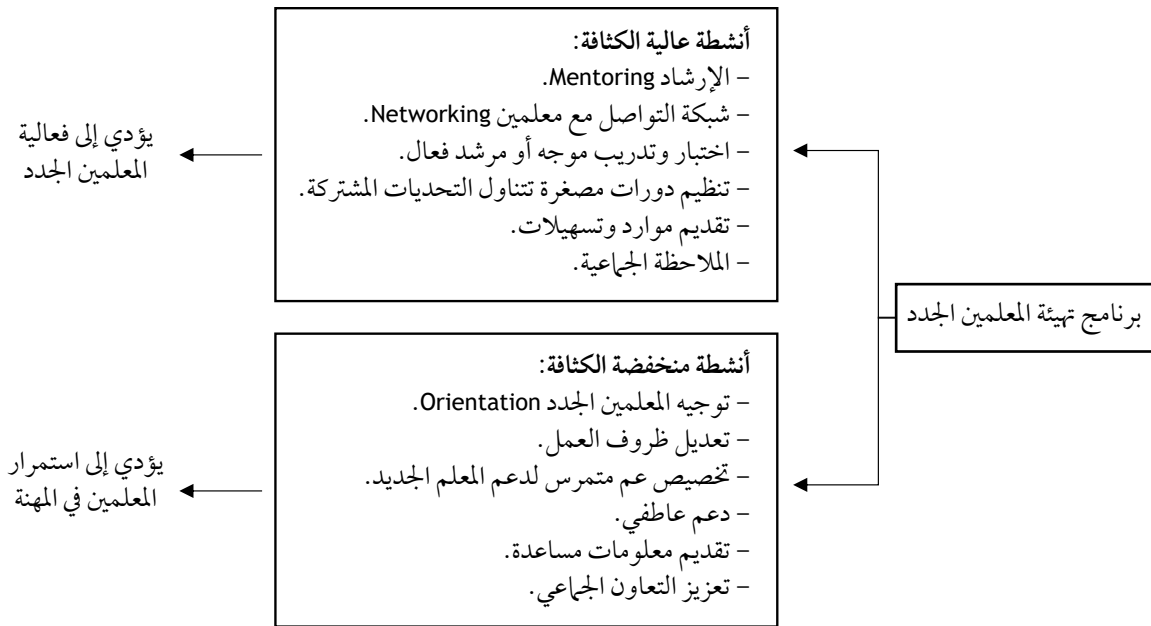 برنامج تهيئة المعلمين الجدد
أنشطة عالية الكثافة:
– الإرشاد Mentoring.
– شبكة التواصل مع معلمين Networking.
– اختبار وتدريب موجه أو مرشد فعال.
– تنظيم دورات مصغرة تتناول التحديات المشتركة.
– تقديم موارد وتسهيلات.
– الملاحظة الجماعية.
يؤدي إلى فعالية
المعلمين الجدد
أنشطة منخفضة الكثافة:
– توجيه المعلمين الجدد Orientation.
– تعديل ظروف العمل.
– تخصيص عم متمرس لدعم المعلم الجديد.
– دعم عاطفي.
– تقديم معلومات مساعدة.
– تعزيز التعاون الجماعي.
يؤدي إلى استمرار
المعلمين في المهنة